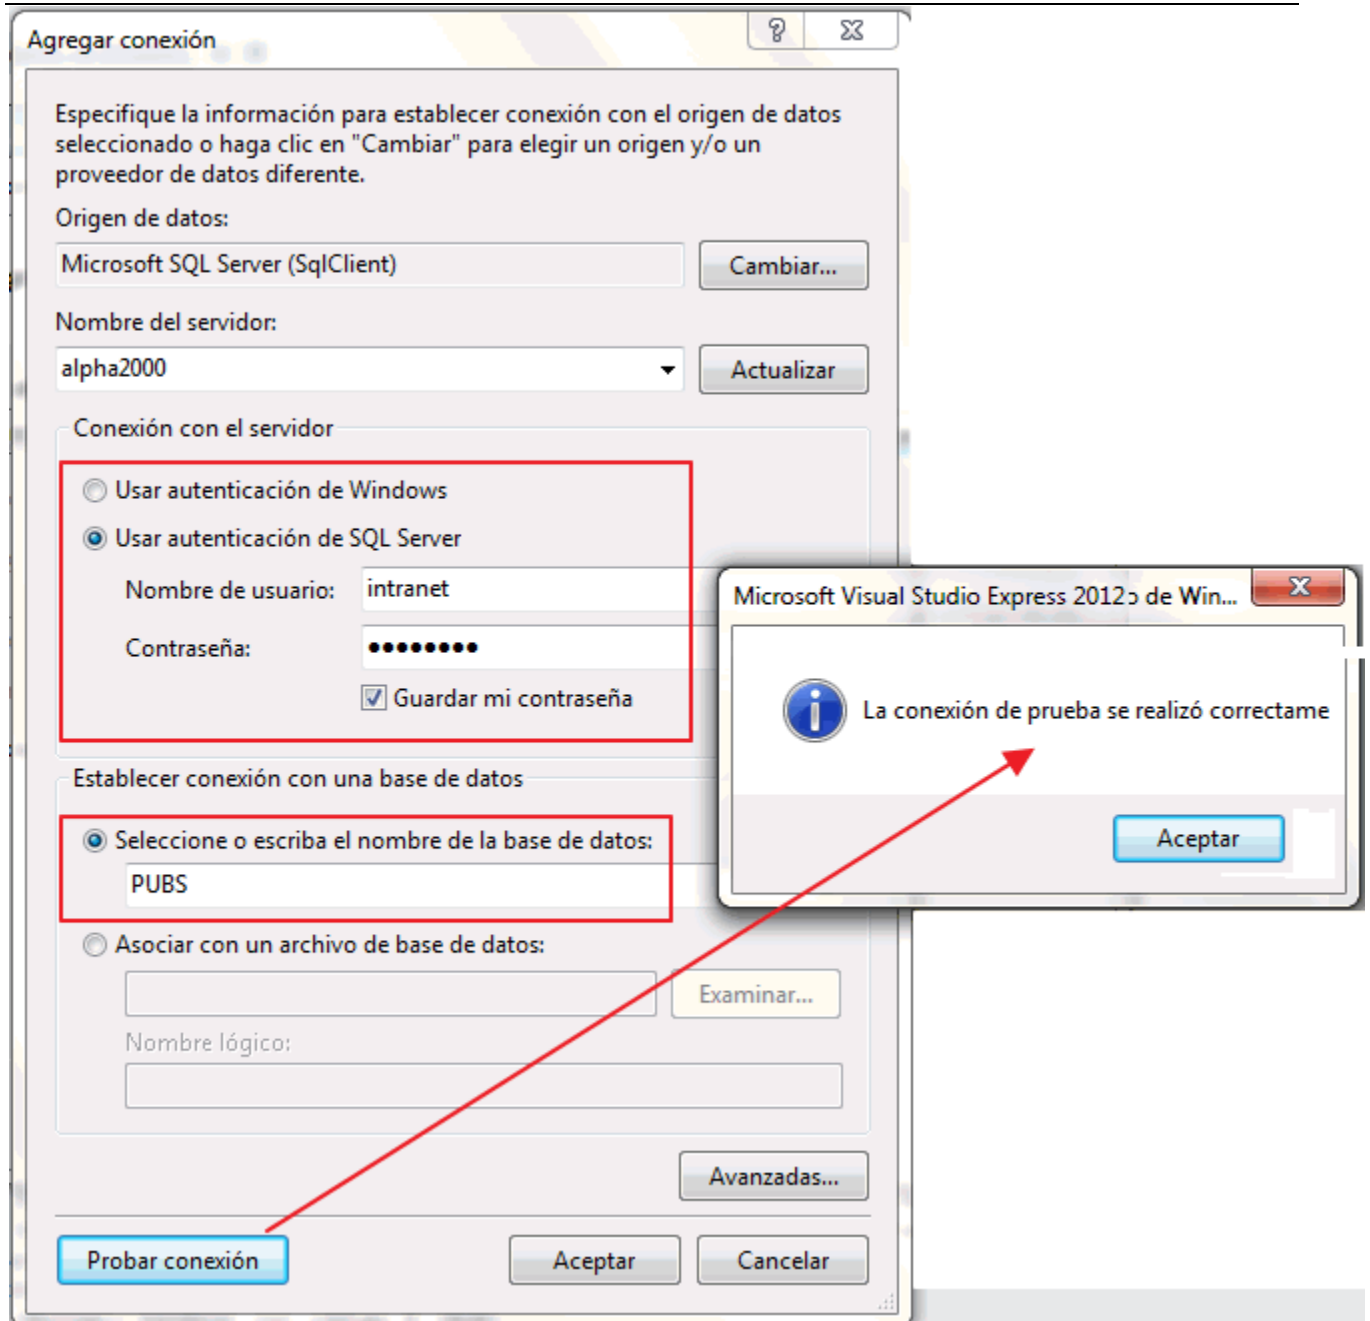 Agregar conexión
Especifique la información para establecer conexión con el origen de datos
seleccionado o haga clic en "Cambiar" para elegir un origen y/o un
proveedor de datos diferente.
Origen de datos:
Microsoft SQL Server (SqlClient)
Cambiar...
Nombre del servidor:
alpha2000
Actualizar
Conexión con el servidor
Usar autenticación de Windows
Usar autenticación de SQL Server
Nombre de usuario:
intranet
Contraseña:
●●●●●●●●
Guardar mi contraseña
Establecer conexión con una base de datos
Seleccione o escriba el nombre de la base de datos:
PUBS
Asociar con un archivo de base de datos:
Examinar...
Nombre lógico:
Avanzadas...
Probar conexión
Aceptar
Cancelar
Microsoft Visual Studio Express 2012 de Win...
La conexión de prueba se realizó correctame
Aceptar